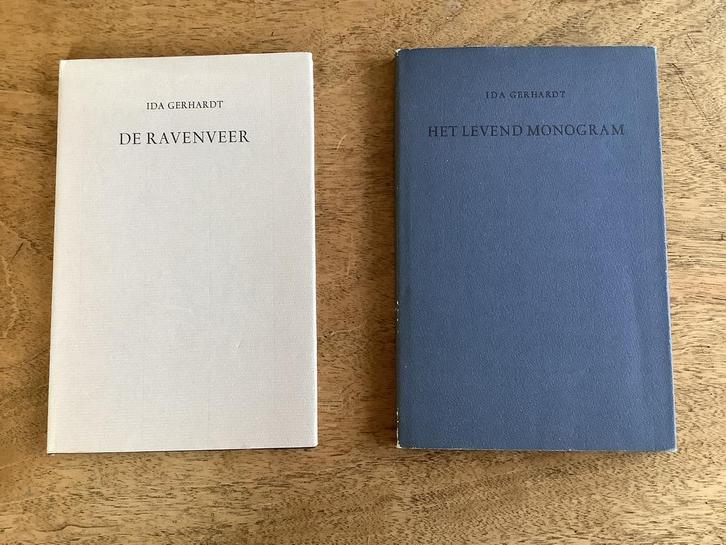 IDA GERHARDT
DE RAVENVEER
IDA GERHARDT
HET LEVEND MONOGRAM